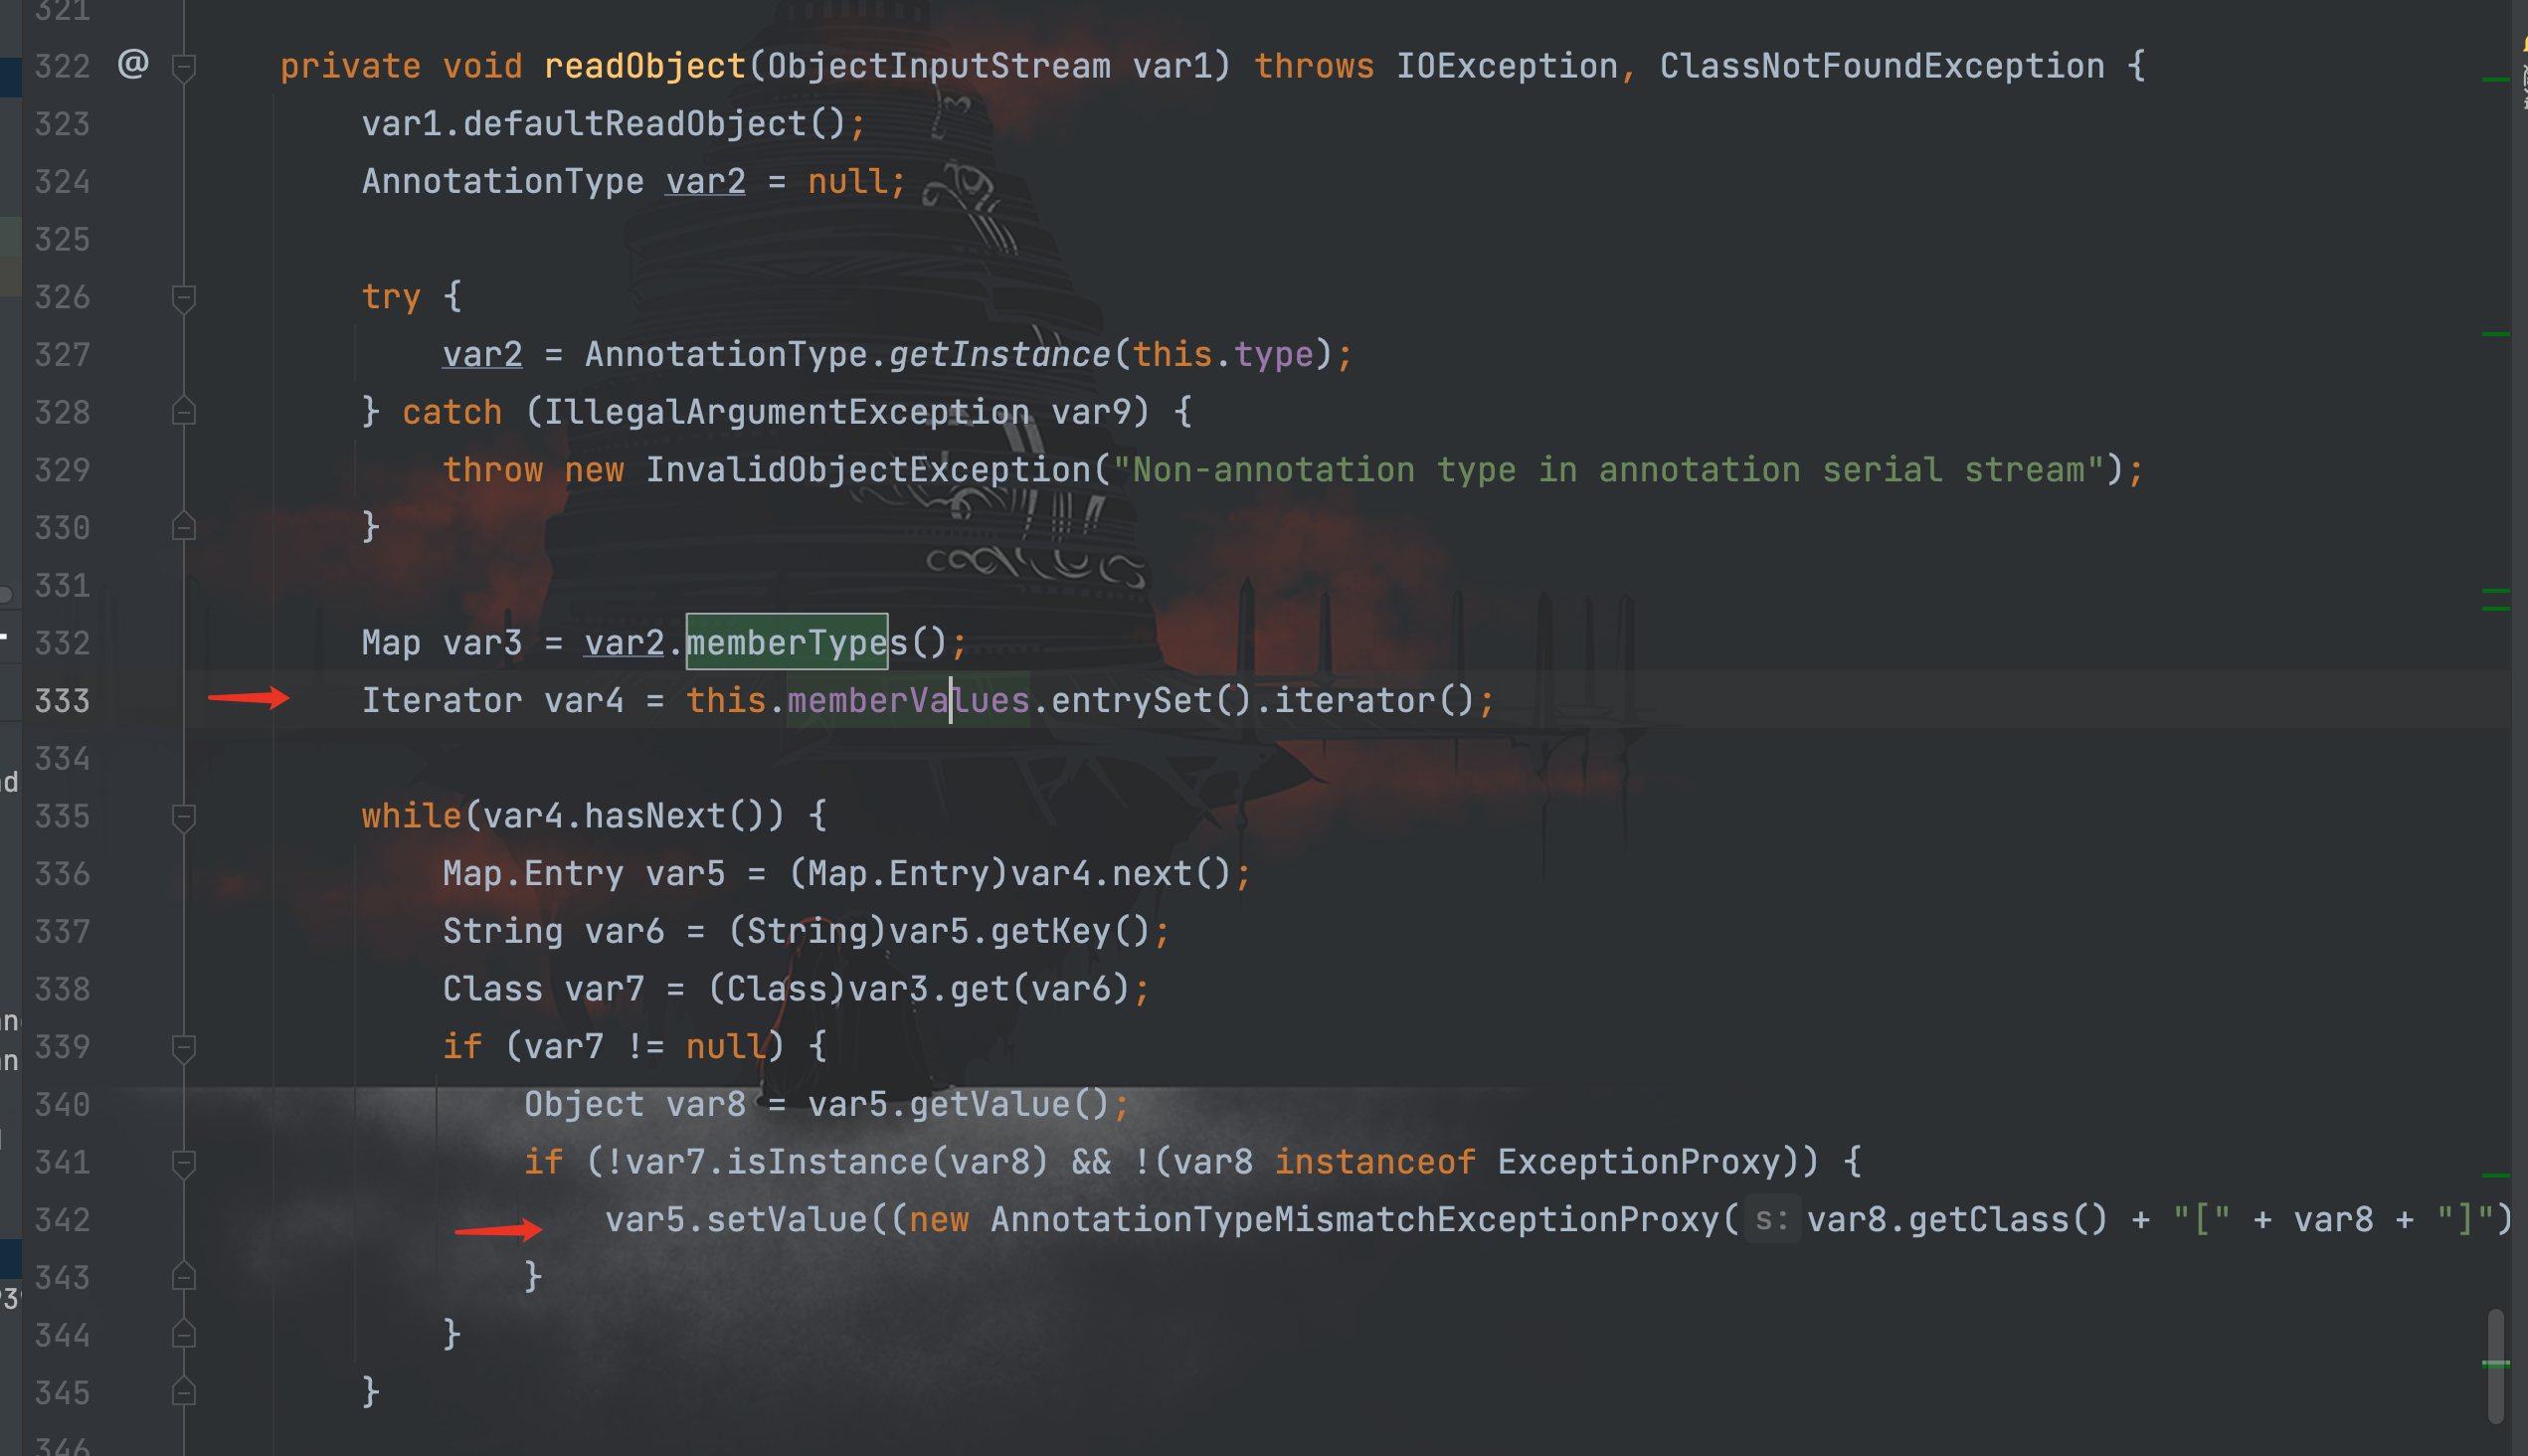 321
322 @ private void readObject(ObjectInputStream var1) throws IOException, ClassNotFoundException {
323 var1.defaultReadObject();
324 AnnotationType var2 = null;
325
326 try {
327 var2 = AnnotationType.getInstance(this.type);
328 } catch (IllegalArgumentException var9) {
329 throw new InvalidObjectException("Non-annotation type in annotation serial stream");
330 }
331
332 Map var3 = var2.memberTypes();
333 Iterator var4 = this.memberValues.entrySet().iterator();
334
335 while(var4.hasNext()) {
336 Map.Entry var5 = (Map.Entry)var4.next();
337 String var6 = (String)var5.getKey();
338 Class var7 = (Class)var3.get(var6);
339 if (var7 != null) {
340 Object var8 = var5.getValue();
341 if (!var7.isInstance(var8) && !(var8 instanceof ExceptionProxy)) {
342 var5.setValue((new AnnotationTypeMismatchExceptionProxy( s: var8.getClass() + "[" + var8 + "]")
343 }
344 }
345 }
346